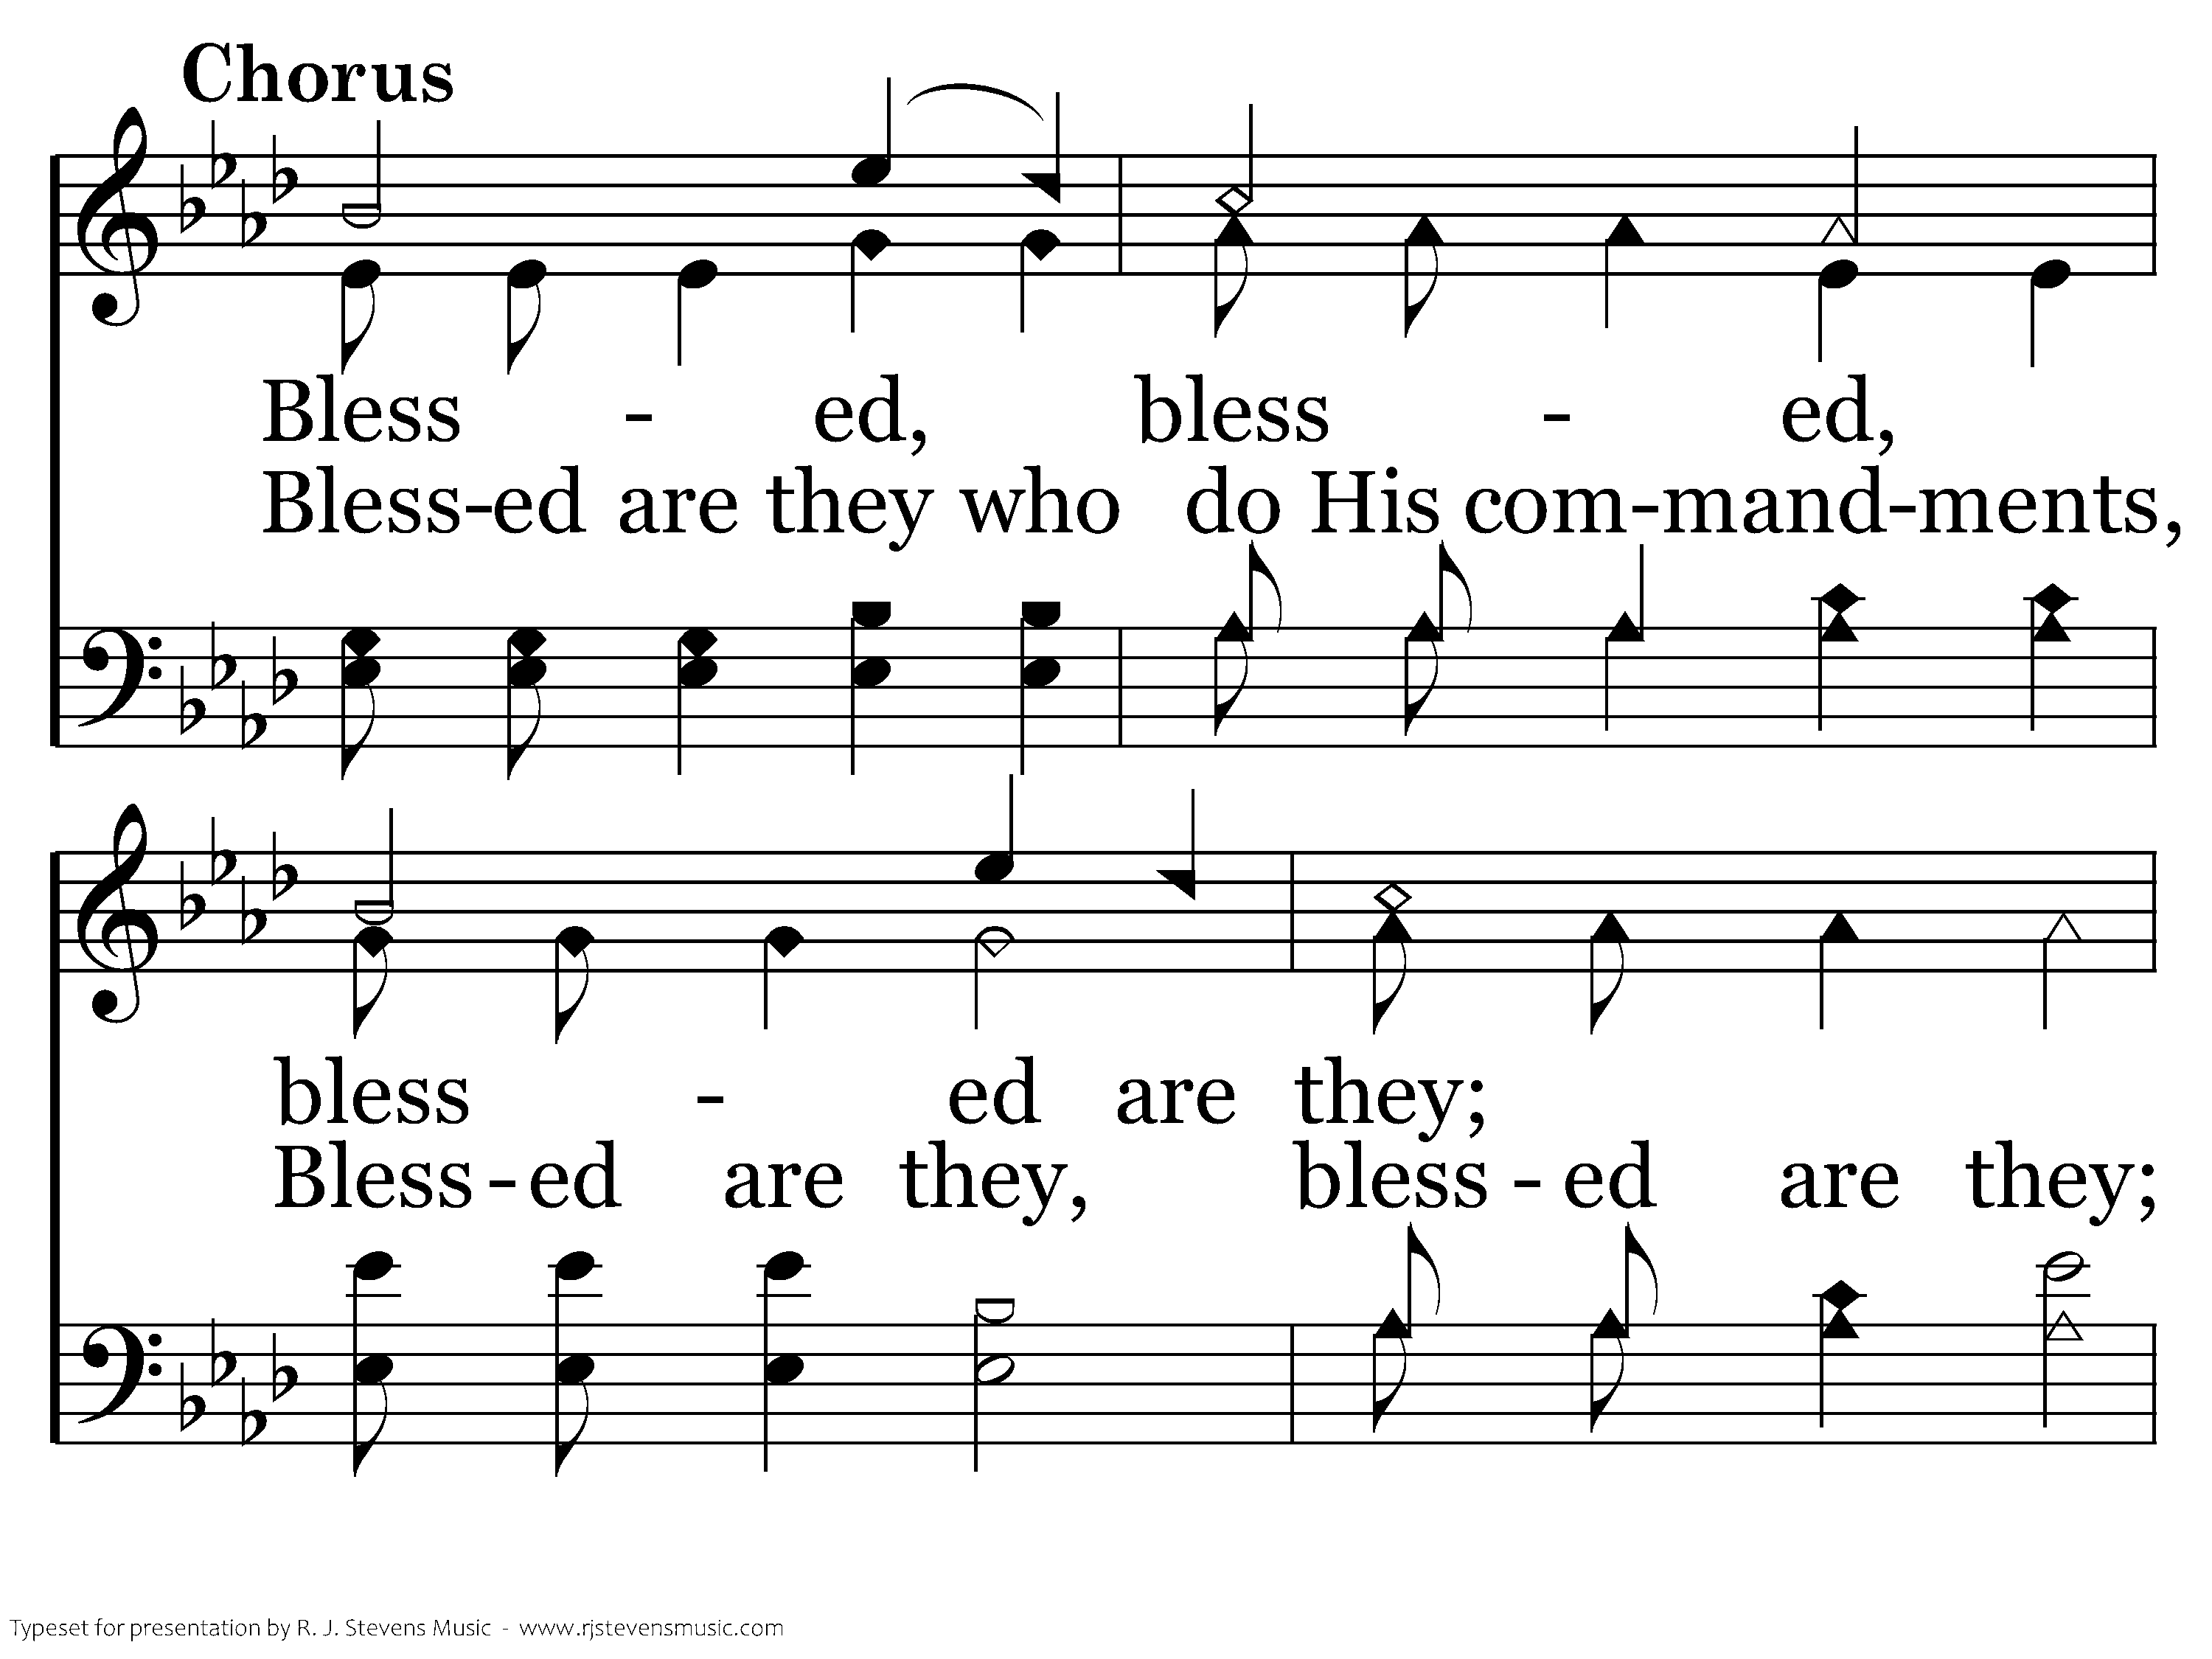 Chorus
Bless - ed, bless - ed,
Bless-ed are they who do His com-mand-ments,
bless - ed are they;
Bless - ed are they, bless - ed are they;
Typeset for presentation by R. J. Stevens Music - www.rjstevensmusic.com